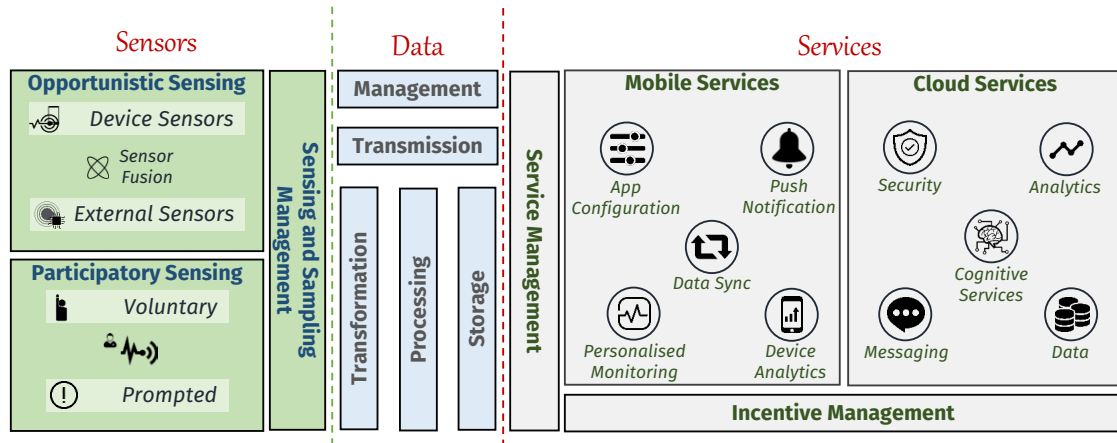 Sensors
Data
Services
Opportunistic Sensing
Device Sensors
Sensor
Fusion
External Sensors
Participatory Sensing
Voluntary
Prompted
Sensing and Sampling
Management
Management
Transmission
Transformation
Processing
Storage
Service Management
Mobile Services
App
Configuration
Push
Notification
Data Sync
Personalised
Monitoring
Device
Analytics
Cloud Services
Security
Analytics
Cognitive
Services
Messaging
Data
Incentive Management